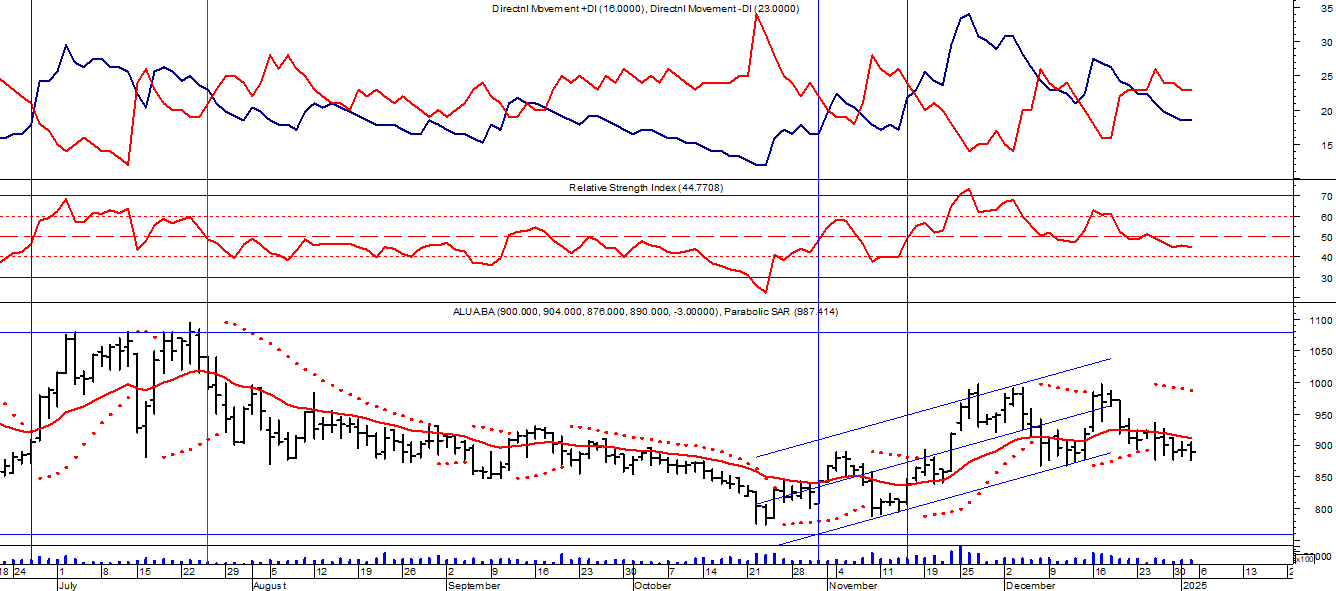 Directnl Movement +DI (16.0000), Directnl Movement -DI (23.0000)
35
30
25
20
15
Relative Strength Index (44.7708)
70
60
50
40
30
ALUA.BA (900.000, 904.000, 876.000, 890.000, -3.00000), Parabolic SAR (987.414)
1100
1050
1000
950
900
850
800
x100
18 24 1 8 15 22 29 5 12 19 26 2 9 16 23 30 7 14 21 28 4 11 19 25 2 9 16 23 30 6 13
July August September October November December 2025